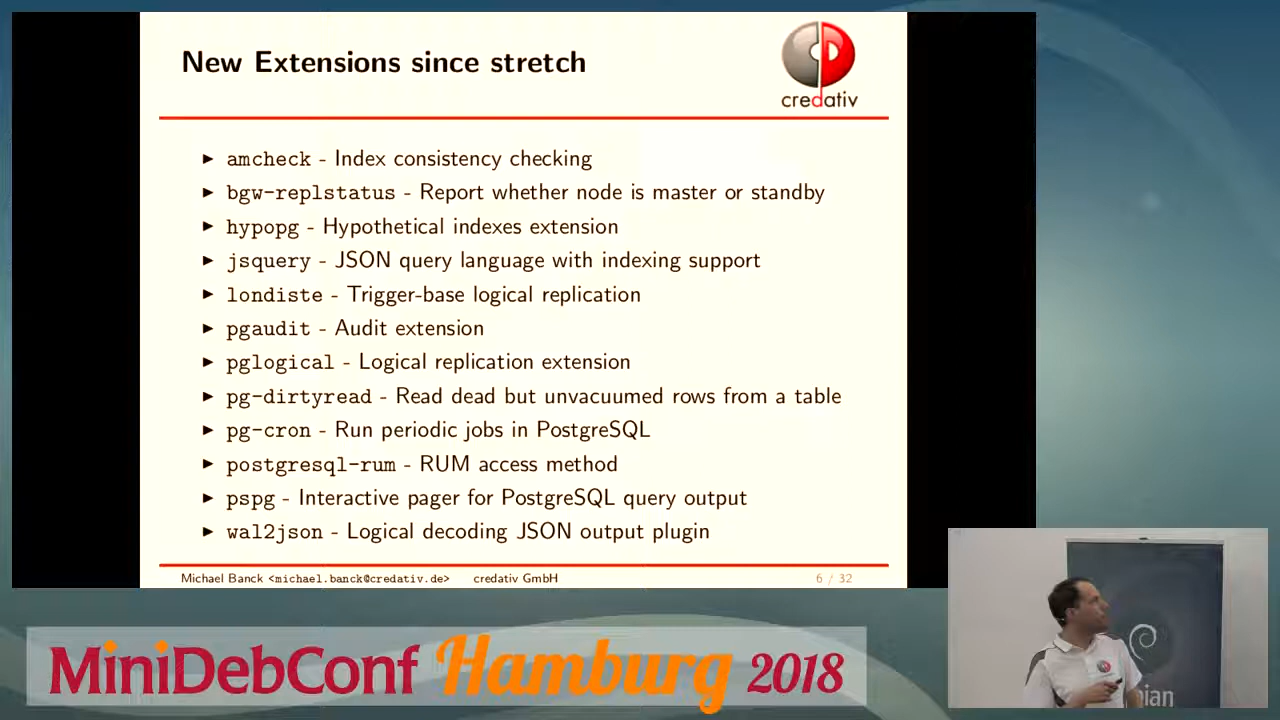 New Extensions since stretch
credativ
▶ amcheck - Index consistency checking
▶ bgw-replstatus - Report whether node is master or standby
▶ hypopg - Hypothetical indexes extension
▶ jsquery - JSON query language with indexing support
▶ londiste - Trigger-base logical replication
▶ pgaudit - Audit extension
▶ pglogical - Logical replication extension
▶ pg-dirtyread - Read dead but unvacuumed rows from a table
▶ pg-cron - Run periodic jobs in PostgreSQL
▶ postgresql-rum - RUM access method
▶ pspg - Interactive pager for PostgreSQL query output
▶ wal2json - Logical decoding JSON output plugin
Michael Banck <michael.banck@credativ.de> credativ GmbH 6 / 32
MiniDebConf Hamburg 2018
ian